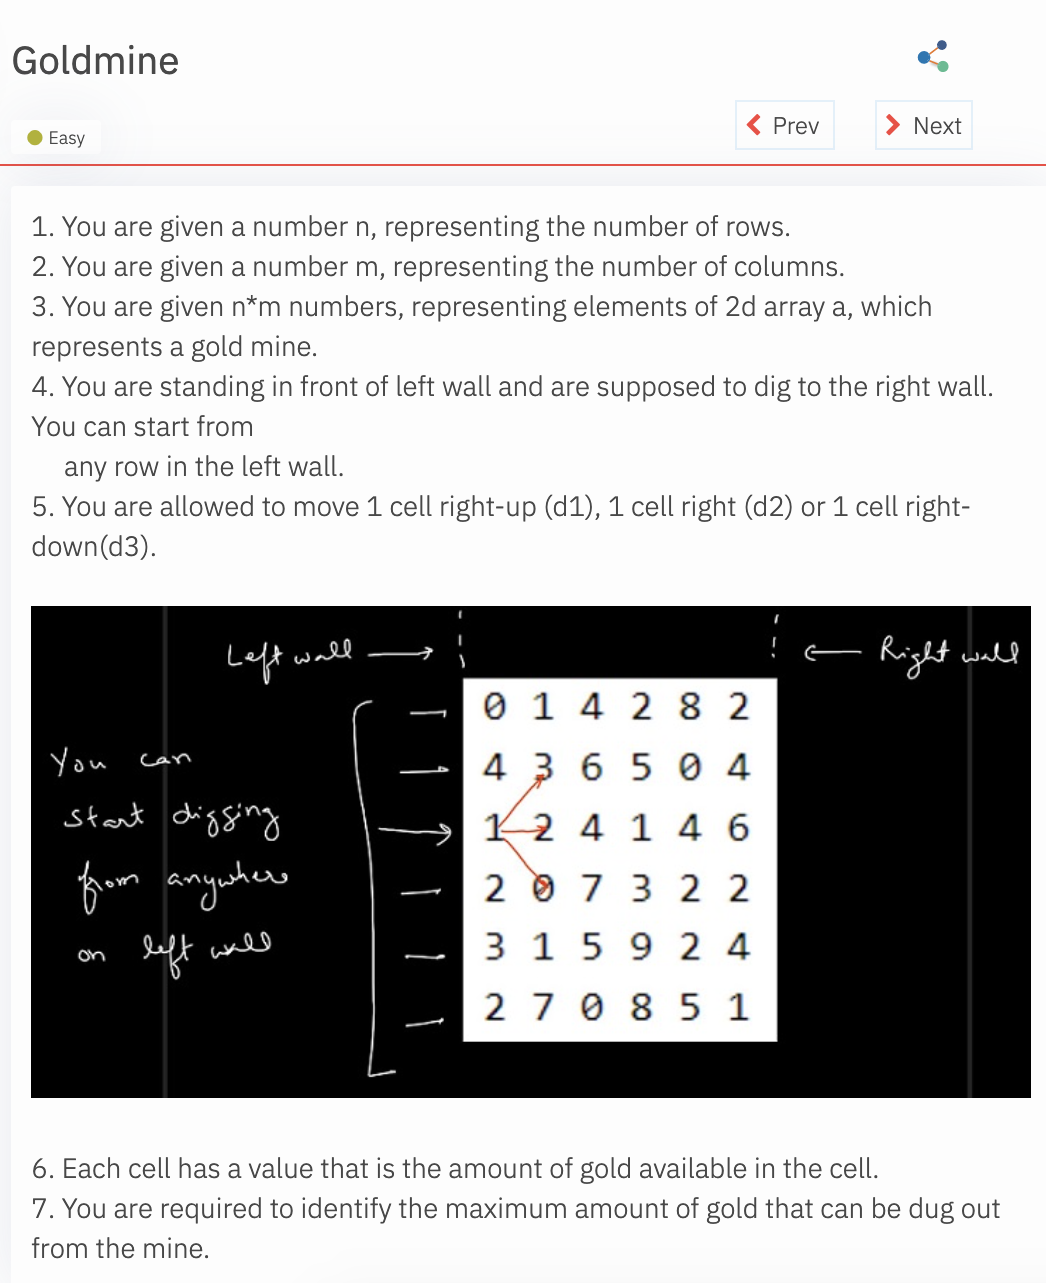 Goldmine
Easy
Prev
Next
1. You are given a number n, representing the number of rows.
2. You are given a number m, representing the number of columns.
3. You are given n*m numbers, representing elements of 2d array a, which
represents a gold mine.
4. You are standing in front of left wall and are supposed to dig to the right wall.
You can start from
any row in the left wall.
5. You are allowed to move 1 cell right-up (d1), 1 cell right (d2) or 1 cell right-
down(d3).
Left wall
Right wall
You can
start digging
from anywhere
on left wall
0 1 4 2 8 2
4 3 6 5 0 4
1 2 4 1 4 6
2 0 7 3 2 2
3 1 5 9 2 4
2 7 0 8 5 1
6. Each cell has a value that is the amount of gold available in the cell.
7. You are required to identify the maximum amount of gold that can be dug out
from the mine.